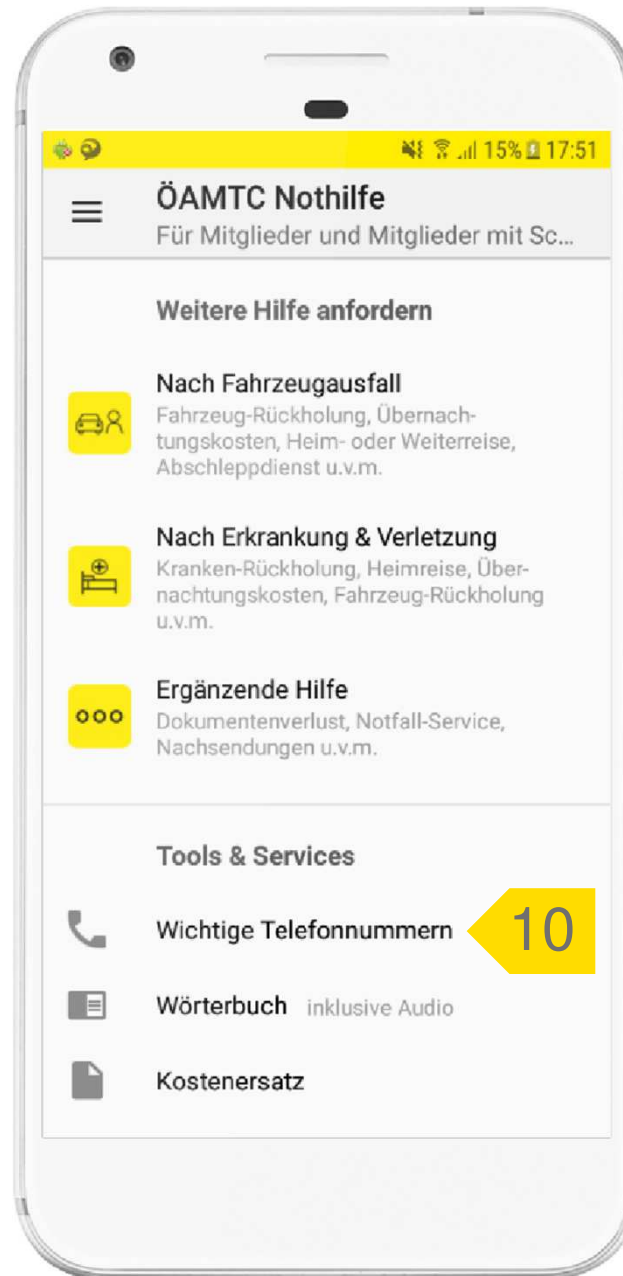 15% 17:51
ÖAMTC Nothilfe
Für Mitglieder und Mitglieder mit Sc...
Weitere Hilfe anfordern
Nach Fahrzeugausfall
Fahrzeug-Rückholung, Übernach-
tungskosten, Heim- oder Weiterreise,
Abschleppdienst u.v.m.
Nach Erkrankung & Verletzung
Kranken-Rückholung, Heimreise, Über-
nachtungskosten, Fahrzeug-Rückholung
u.v.m.
Ergänzende Hilfe
Dokumentenverlust, Notfall-Service,
Nachsendungen u.v.m.
Tools & Services
Wichtige Telefonnummern 10
Wörterbuch inklusive Audio
Kostenersatz